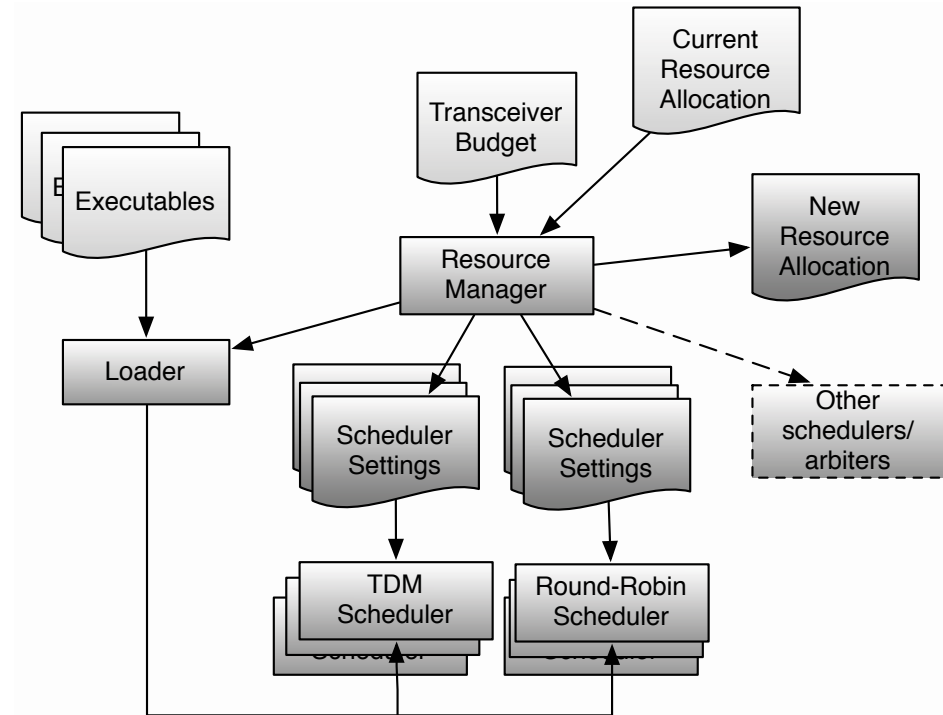 Current
Resource
Allocation
Transceiver
Budget
Executables
New
Resource
Allocation
Resource
Manager
Loader
Other
schedulers/
arbiters
Scheduler
Settings
Scheduler
Settings
TDM
Scheduler
Round-Robin
Scheduler